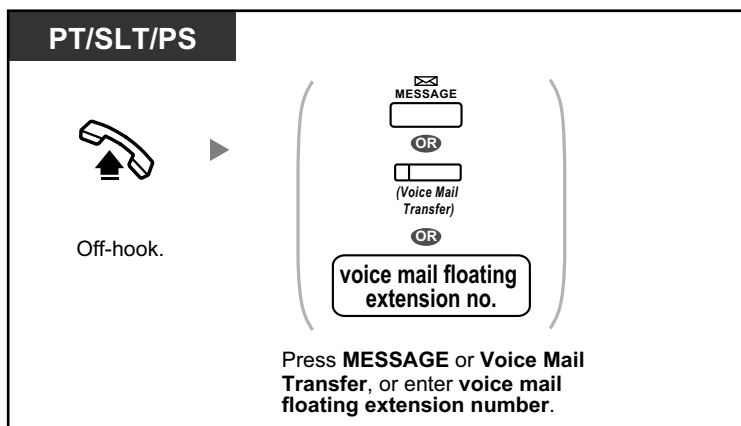 PT/SLT/PS
MESSAGE
OR
(Voice Mail
Transfer)
OR
Off-hook.
voice mail floating
extension no.
Press MESSAGE or Voice Mail
Transfer, or enter voice mail
floating extension number.